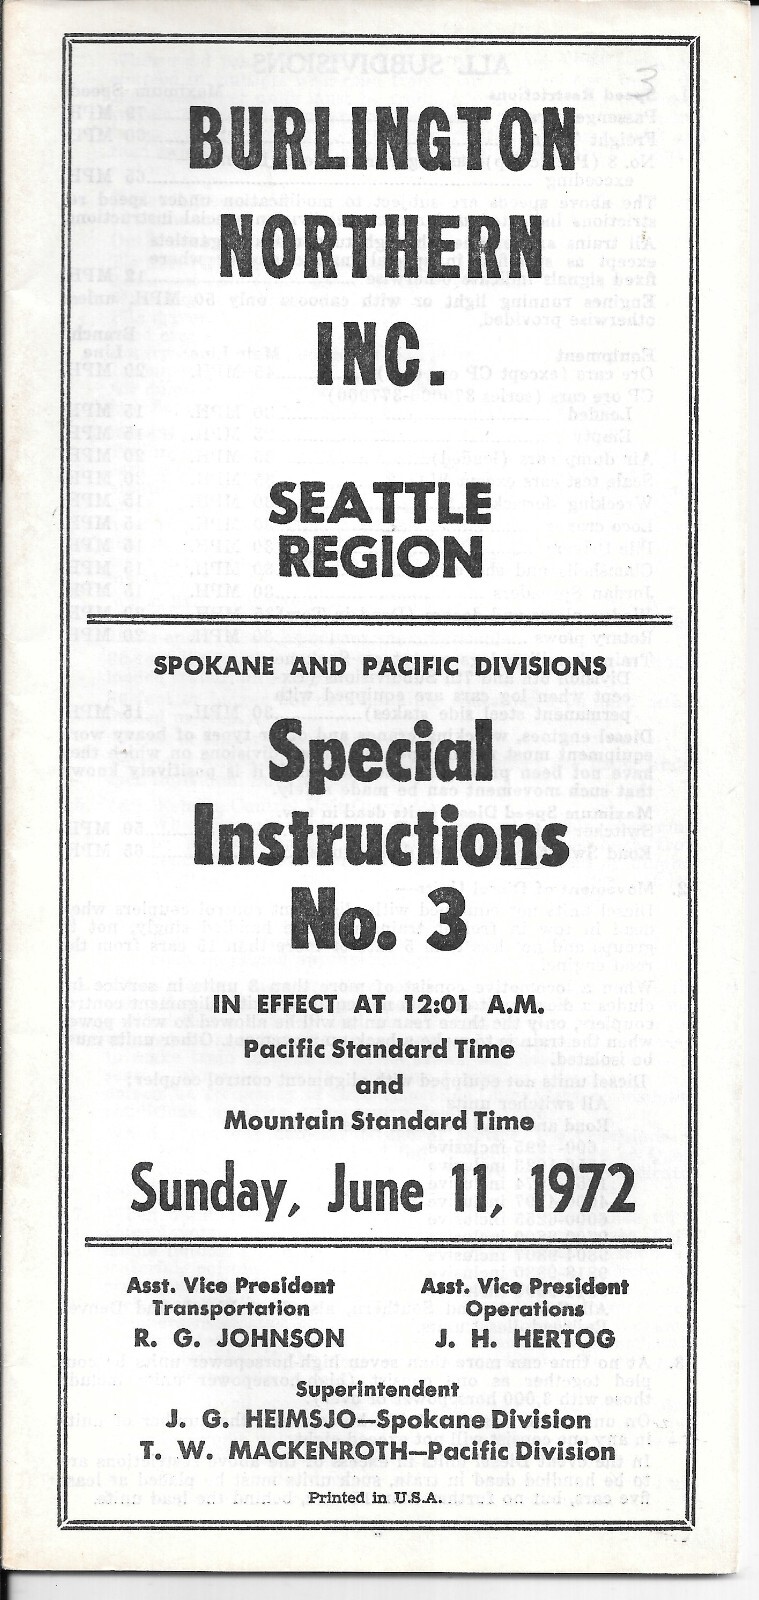 3
BURLINGTON
NORTHERN
INC.
SEATTLE
REGION
SPOKANE AND PACIFIC DIVISIONS
Special
Instructions
No. 3
IN EFFECT AT 12:01 A.M.
Pacific Standard Time
and
Mountain Standard Time
Sunday, June 11, 1972
Asst. Vice President
Transportation
R. G. JOHNSON
Asst. Vice President
Operations
J. H. HERTOG
Superintendent
J. G. HEIMSJO—Spokane Division
T. W. MACKENROTH—Pacific Division
Printed in U.S.A.